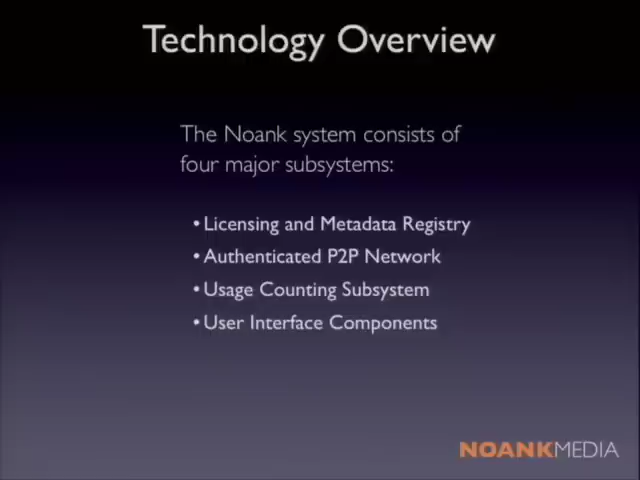 Technology Overview
The Noank system consists of
four major subsystems:
• Licensing and Metadata Registry
• Authenticated P2P Network
• Usage Counting Subsystem
• User Interface Components
NOANKMEDIA